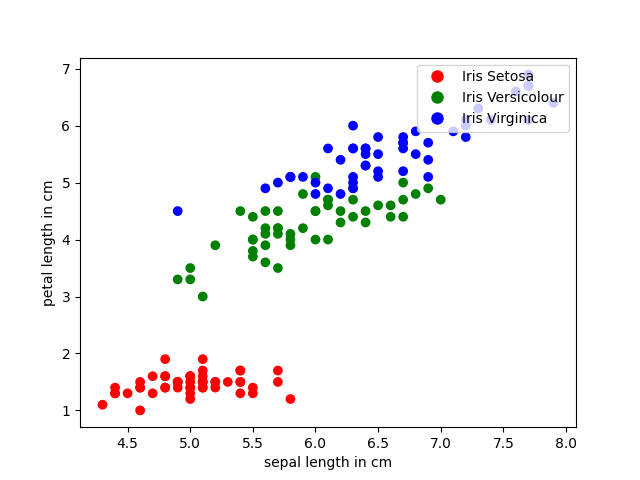 Iris Setosa
Iris Versicolour
Iris Virginica
7
6
5
4
3
2
1
petal length in cm
4.5 5.0 5.5 6.0 6.5 7.0 7.5 8.0
sepal length in cm